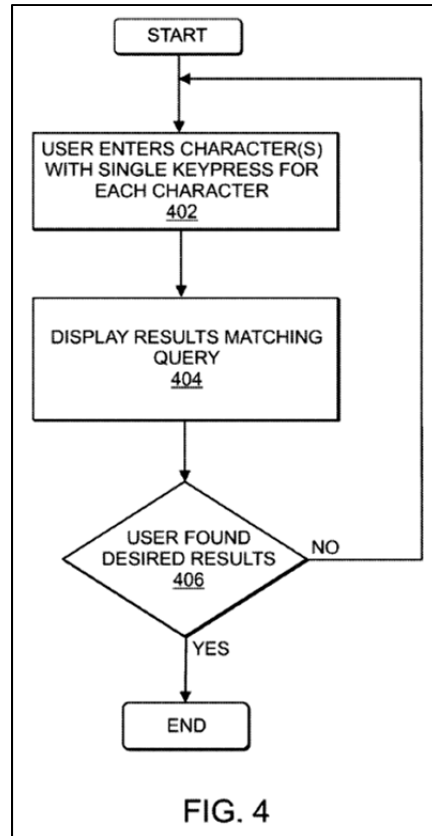 START
USER ENTERS CHARACTER(S)
WITH SINGLE KEYPRESS FOR
EACH CHARACTER
402
DISPLAY RESULTS MATCHING
QUERY
404
USER FOUND
DESIRED RESULTS
406
NO
YES
END
FIG. 4